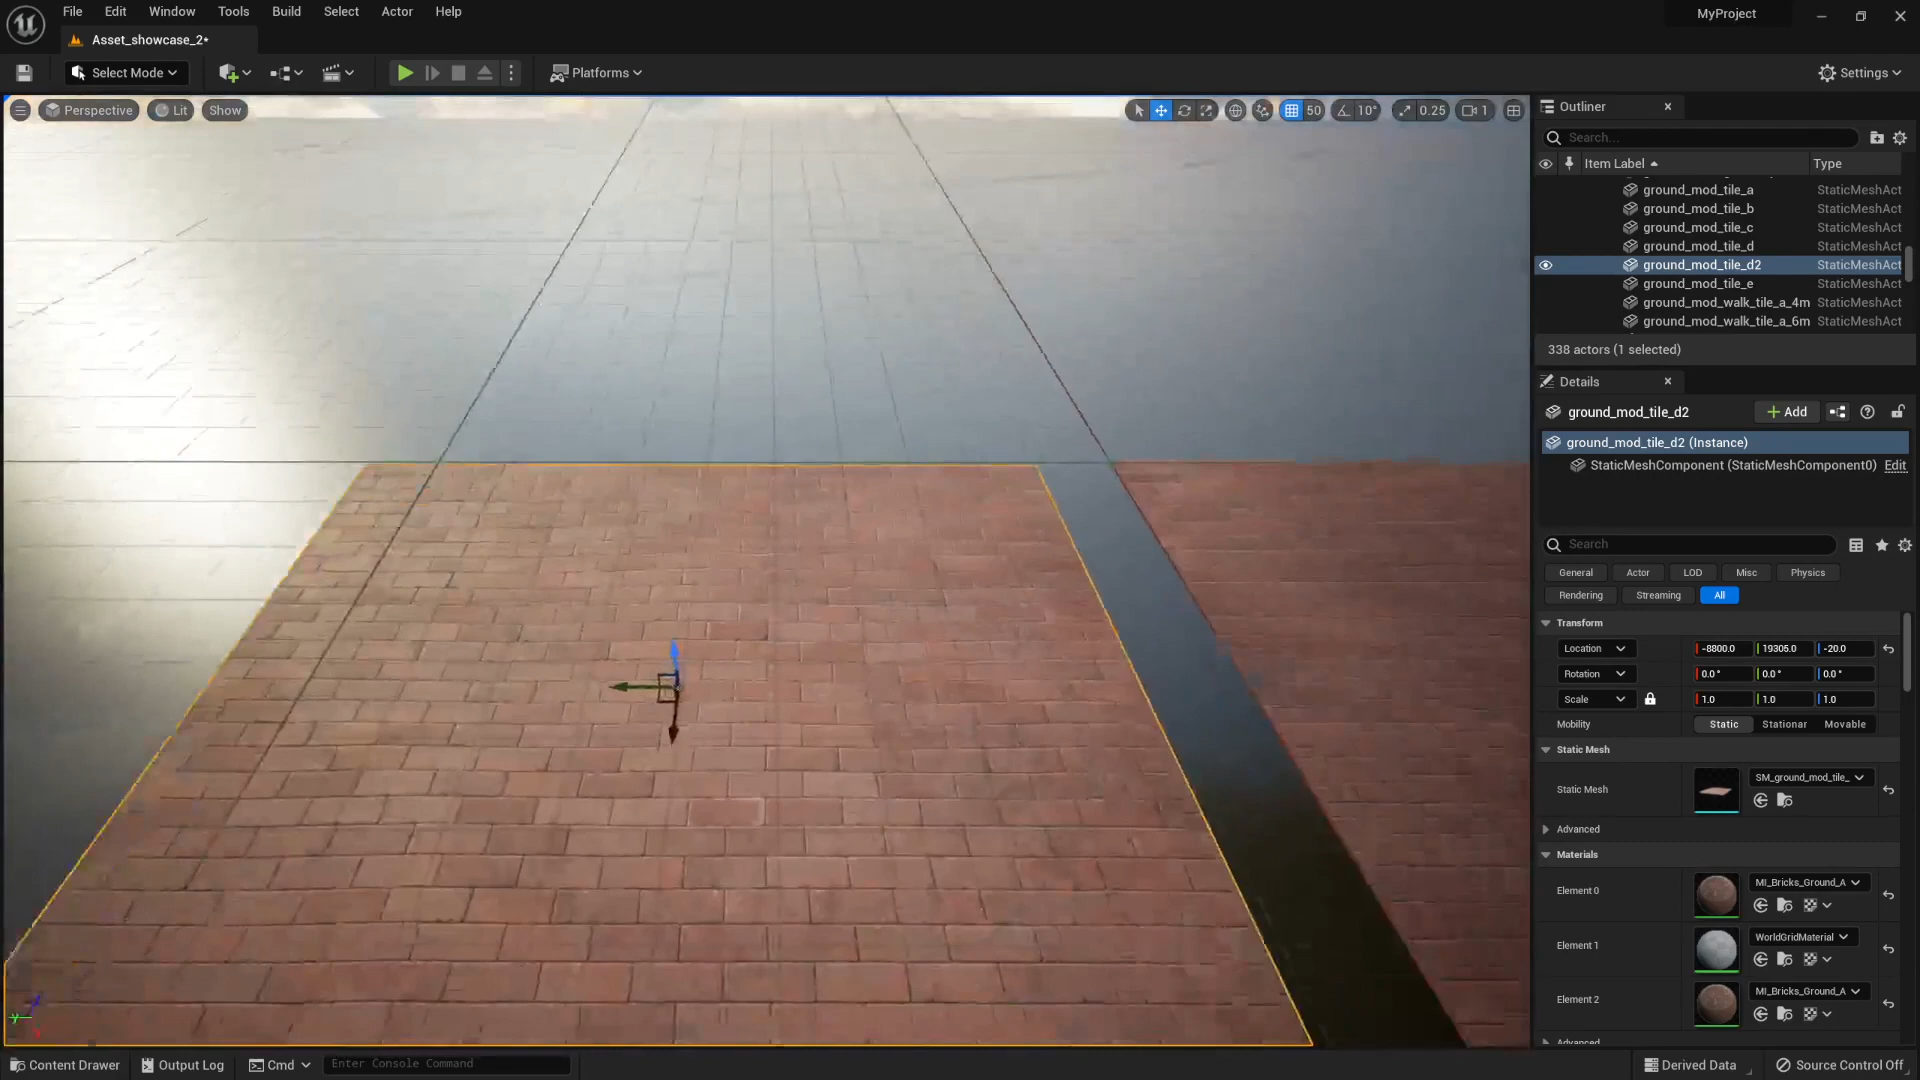 File Edit Window Tools Build Select Actor Help
MyProject
Asset_showcase_2*
Select Mode
Platforms
Settings
Perspective Lit Show
50 10° 0.25 1
Outliner
Search...
Item Label Type
ground_mod_tile_a StaticMeshAct
ground_mod_tile_b StaticMeshAct
ground_mod_tile_c StaticMeshAct
ground_mod_tile_d StaticMeshAct
ground_mod_tile_d2 StaticMeshAct
ground_mod_tile_e StaticMeshAct
ground_mod_walk_tile_a_4m StaticMeshAct
ground_mod_walk_tile_a_6m StaticMeshAct
338 actors (1 selected)
Details
ground_mod_tile_d2 Add
ground_mod_tile_d2 (Instance)
StaticMeshComponent (StaticMeshComponent0) Edit
Search
General Actor LOD Misc Physics
Rendering Streaming All
Transform
Location -8800.0 19305.0 -20.0
Rotation 0.0° 0.0° 0.0°
Scale 1.0 1.0 1.0
Mobility Static Stationar Movable
Static Mesh
SM_ground_mod_tile_
Static Mesh
Advanced
Materials
MI_Bricks_Ground_A
Element 0
WorldGridMaterial
Element 1
MI_Bricks_Ground_A
Element 2
Advanced
Content Drawer Output Log Cmd Enter Console Command
Derived Data Source Control Off
y